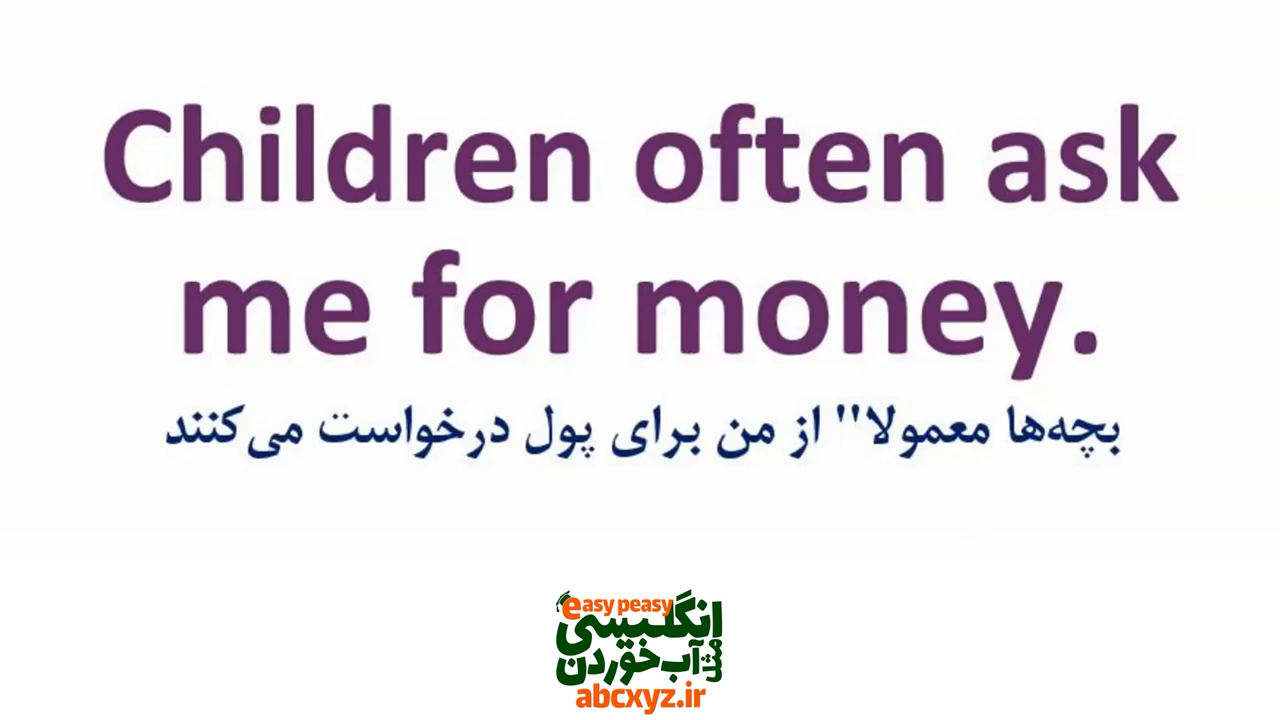 Children often ask
me for money.
بچه‌ها معمولا" از من برای پول درخواست می‌کنند
easy peasy
انگلیسی
مثل آب خوردن
abcxyz.ir